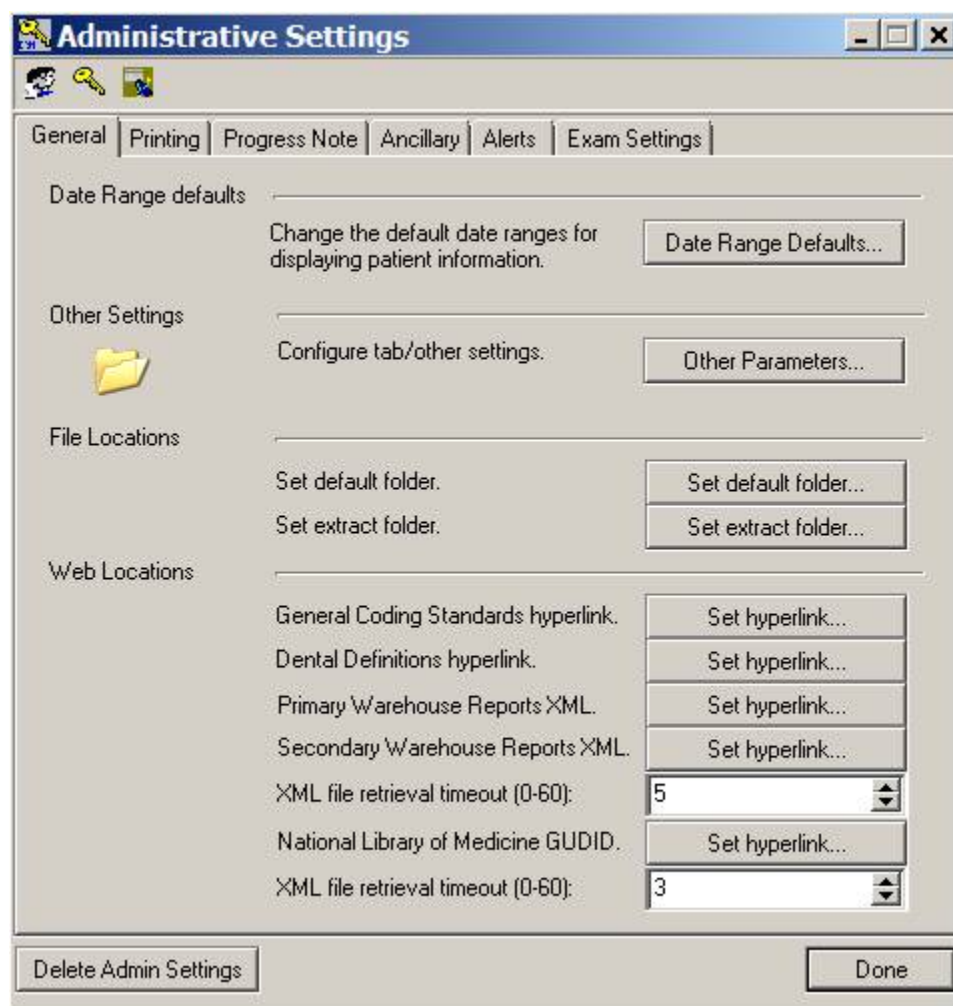 Administrative Settings
General Printing Progress Note Ancillary Alerts Exam Settings
Date Range defaults
Change the default date ranges for
displaying patient information.
Date Range Defaults...
Other Settings
Configure tab/other settings.
Other Parameters...
File Locations
Set default folder.
Set default folder...
Set extract folder.
Set extract folder...
Web Locations
General Coding Standards hyperlink.
Set hyperlink...
Dental Definitions hyperlink.
Set hyperlink...
Primary Warehouse Reports XML.
Set hyperlink...
Secondary Warehouse Reports XML.
Set hyperlink...
XML file retrieval timeout (0-60):
5
National Library of Medicine GUDID.
Set hyperlink...
XML file retrieval timeout (0-60):
3
Delete Admin Settings
Done